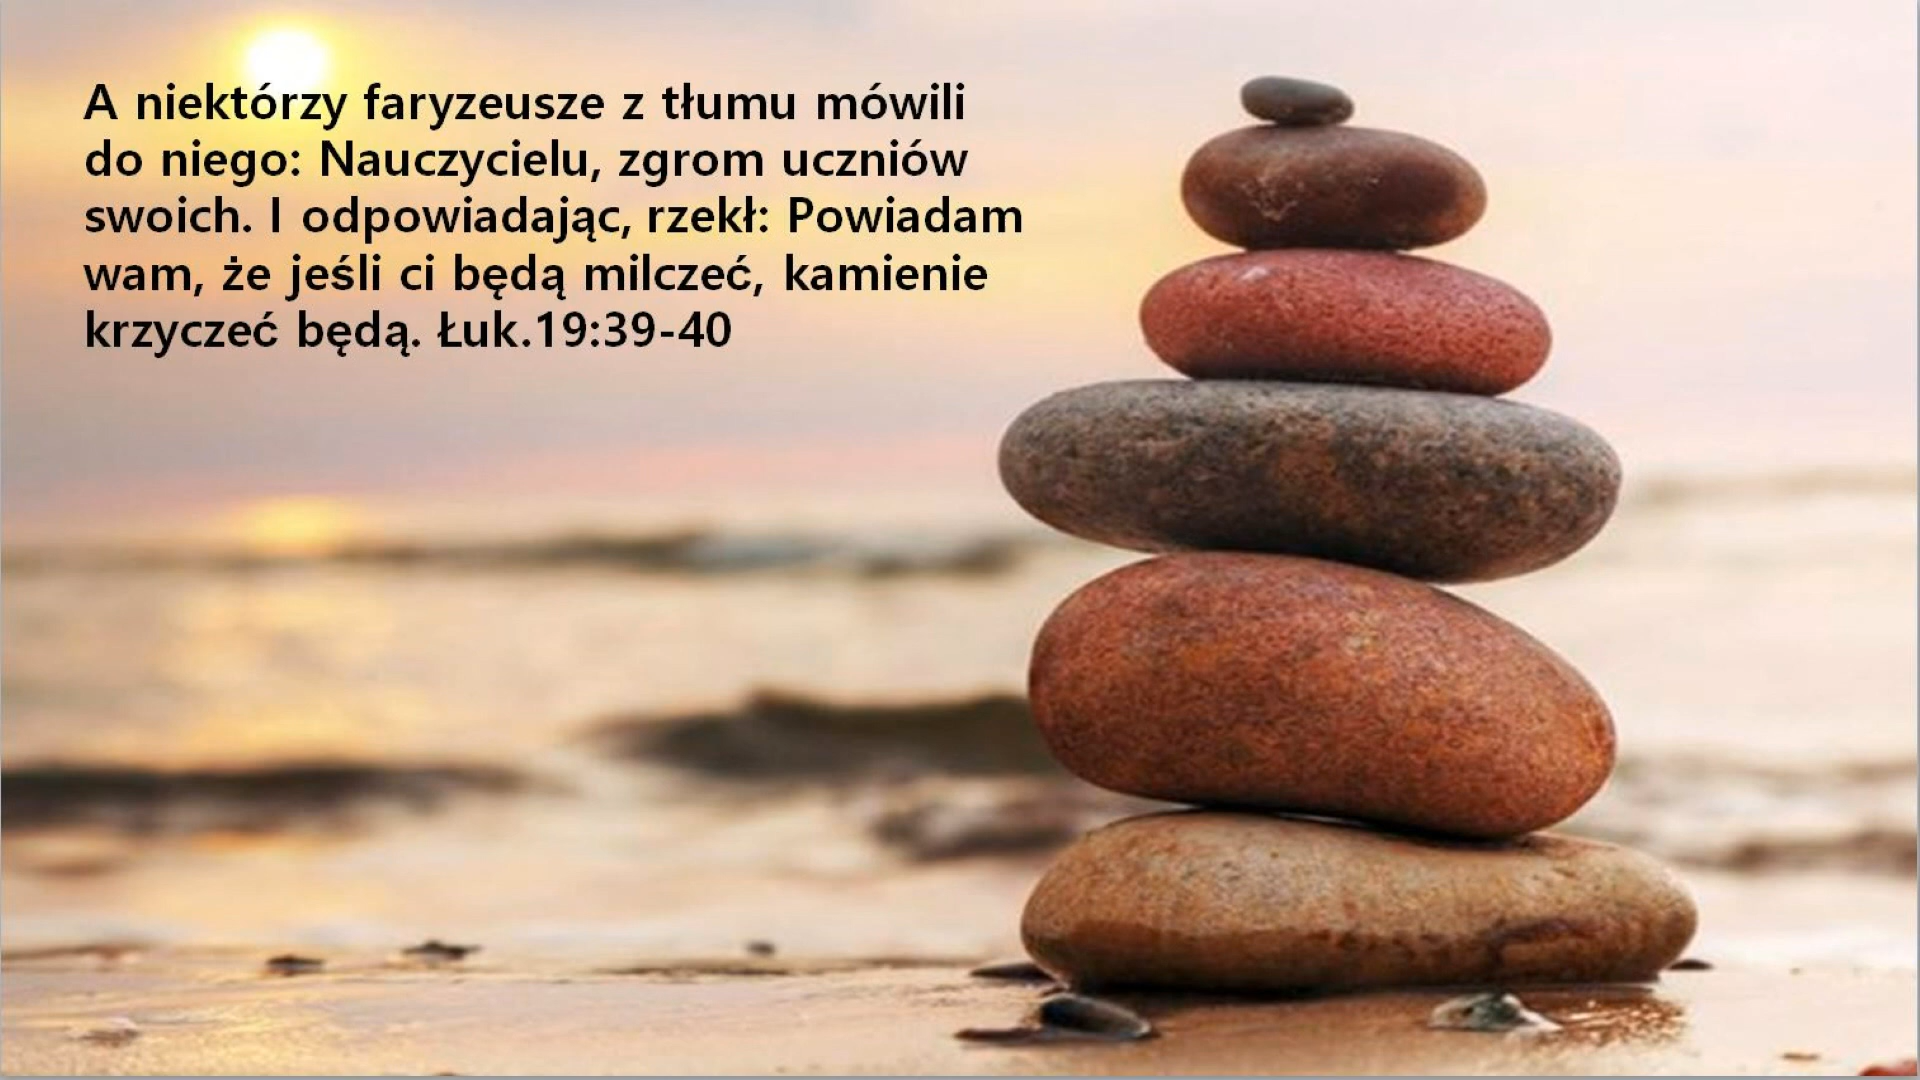 A niektórzy faryzeusze z tłumu mówili
do niego: Nauczycielu, zgrom uczniów
swoich. I odpowiadając, rzekł: Powiadam
wam, że jeśli ci będą milczeć, kamienie
krzyczeć będą. Łuk.19:39-40